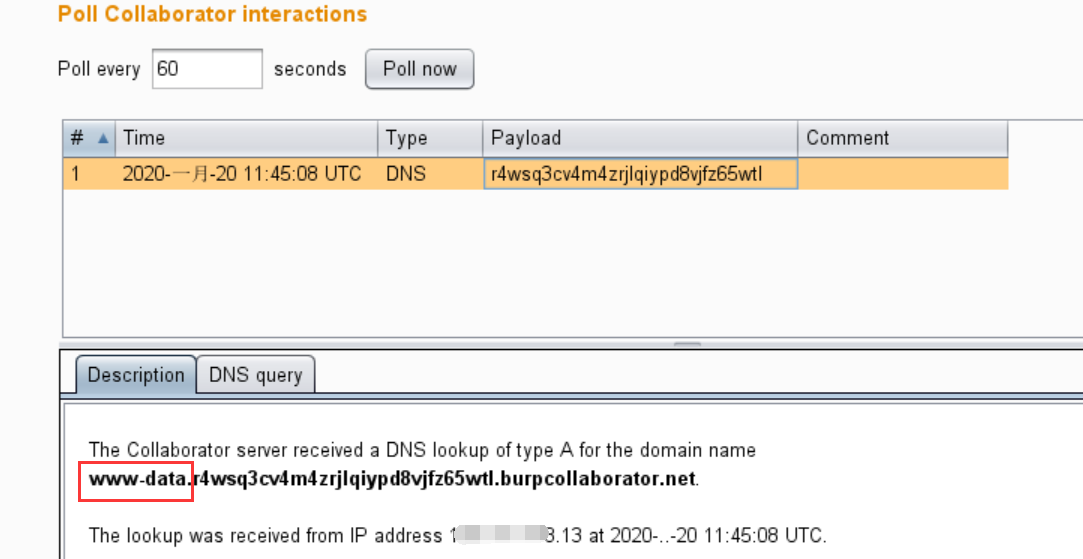 Poll Collaborator interactions
Poll every 60 seconds Poll now
# Time Type Payload Comment
1 2020-一月-20 11:45:08 UTC DNS r4wsq3cv4m4zrjlqiypd8vjfz65wtl
Description DNS query
The Collaborator server received a DNS lookup of type A for the domain name
www-data.r4wsq3cv4m4zrjlqiypd8vjfz65wtl.burpcollaborator.net.
The lookup was received from IP address 1 3.13 at 2020-..-20 11:45:08 UTC.